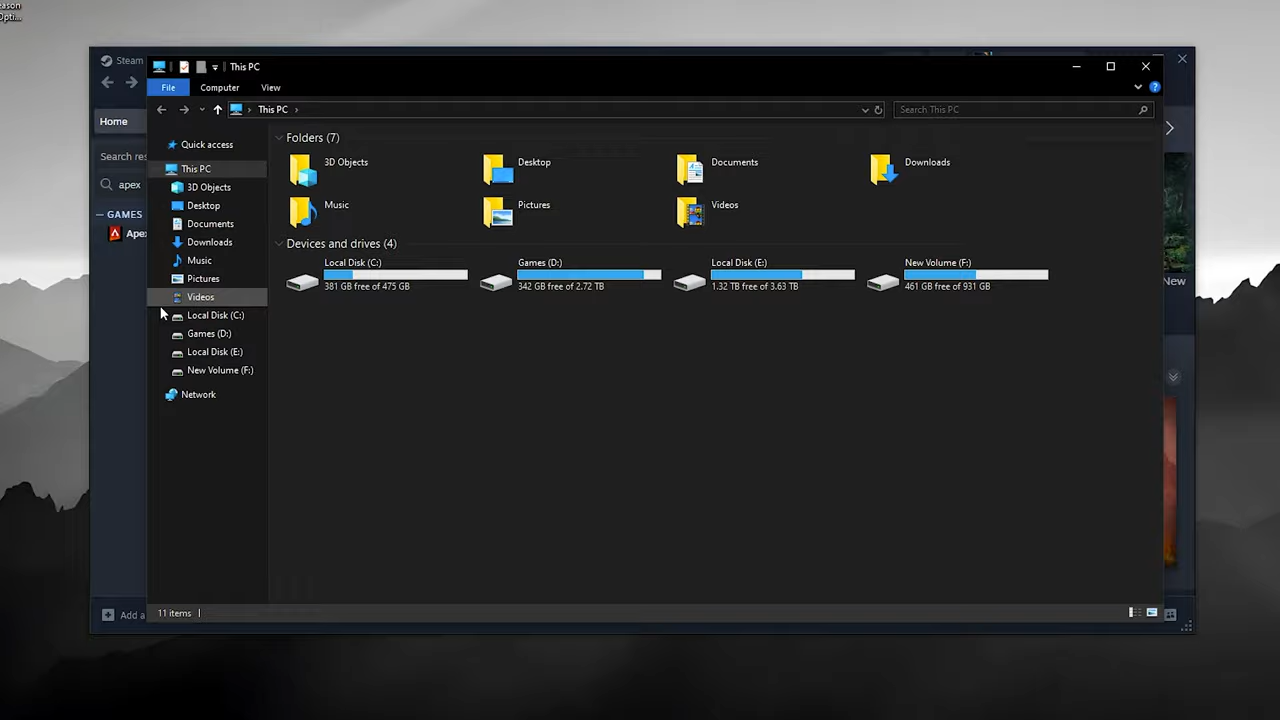 eason
Opti...
Steam
This PC
File
Computer
View
This PC
Search This PC
Home
Search res
apex
GAMES
Ape
Quick access
This PC
3D Objects
Desktop
Documents
Downloads
Music
Pictures
Videos
Local Disk (C:)
Games (D:)
Local Disk (E:)
New Volume (F:)
Network
Folders (7)
3D Objects
Desktop
Documents
Downloads
Music
Pictures
Videos
Devices and drives (4)
Local Disk (C:)
381 GB free of 475 GB
Games (D:)
342 GB free of 2.72 TB
Local Disk (E:)
1.32 TB free of 3.63 TB
New Volume (F:)
461 GB free of 931 GB
New
Add a
11 items